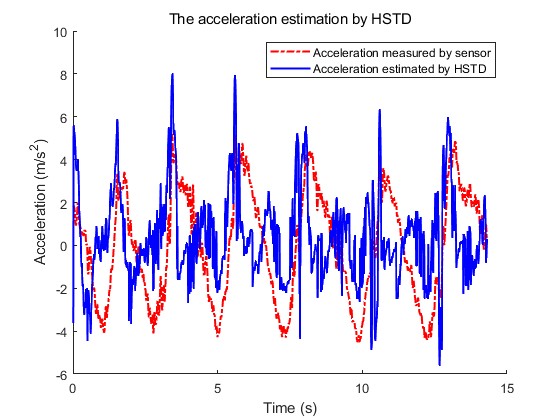 The acceleration estimation by HSTD
Acceleration measured by sensor
Acceleration estimated by HSTD
Acceleration (m/s²)
10
8
6
4
2
0
-2
-4
-6
0 5 10 15
Time (s)